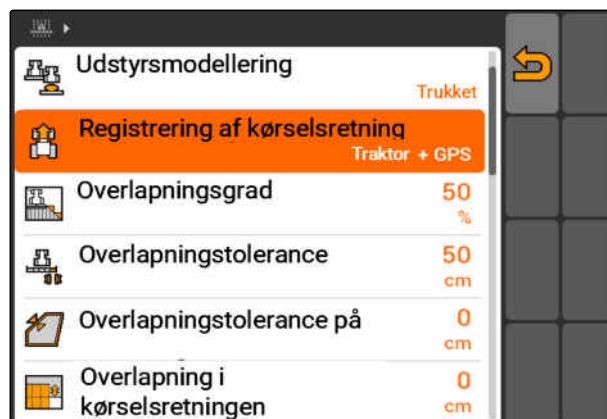 Udstyrsmodellering
Trukket
Registrering af kørselsretning
Traktor + GPS
Overlapningsgrad
50
%
Overlapningstolerance
50
cm
Overlapningstolerance på
0
cm
Overlapning i
kørselsretningen
0
cm